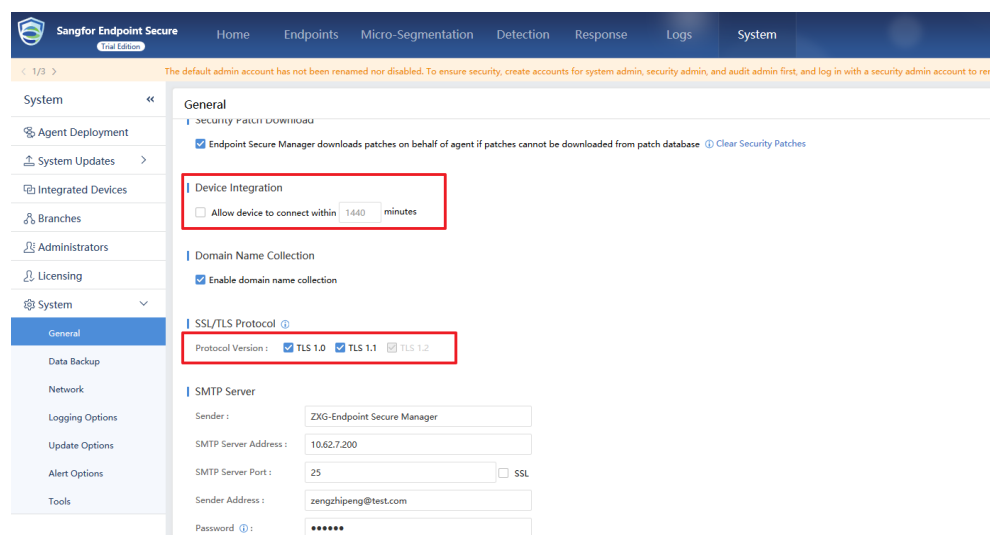 Sangfor Endpoint Secure
Trial Edition
Home Endpoints Micro-Segmentation Detection Response Logs System
< 1/3 >
The default admin account has not been renamed nor disabled. To ensure security, create accounts for system admin, security admin, and audit admin first, and log in with a security admin account to
System «
General
Security Patch Download
Agent Deployment
Endpoint Secure Manager downloads patches on behalf of agent if patches cannot be downloaded from patch database Clear Security Patches
System Updates
Integrated Devices
Device Integration
Allow device to connect within 1440 minutes
Branches
Administrators
Domain Name Collection
Licensing
Enable domain name collection
System
SSL/TLS Protocol
General
Protocol Version : TLS 1.0 TLS 1.1 TLS 1.2
Data Backup
Network
SMTP Server
Logging Options
Sender : ZXG-Endpoint Secure Manager
Update Options
SMTP Server Address : 10.62.7.200
Alert Options
SMTP Server Port : 25 SSL
Tools
Sender Address : zengzhipeng@test.com
Password : ••••••